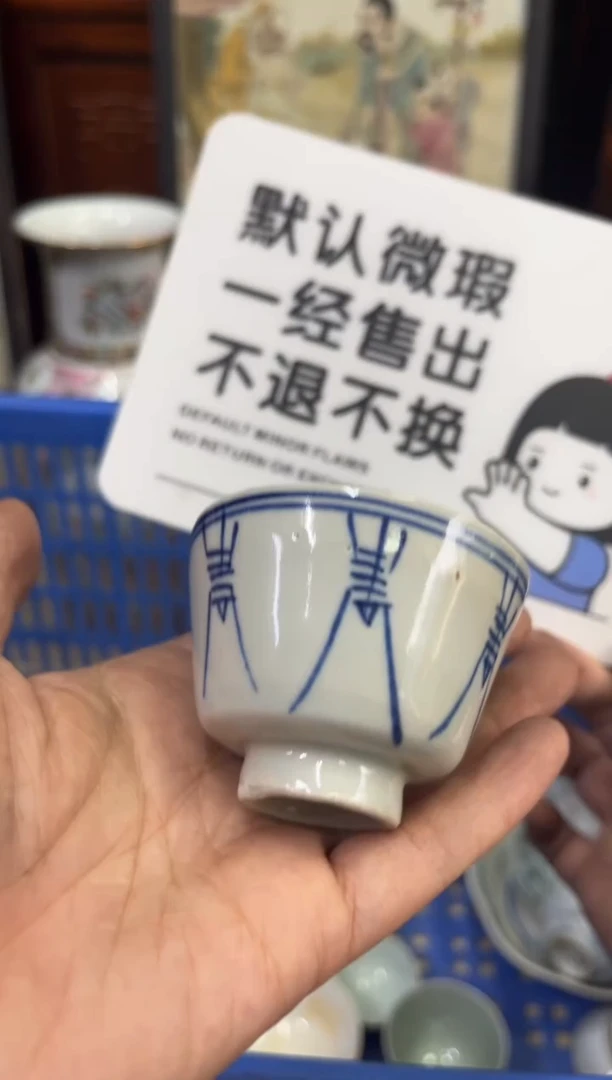 默认微瑕
一经售出
不退不换
DEFAULT MINOR FLAWS
NO RETURN OR